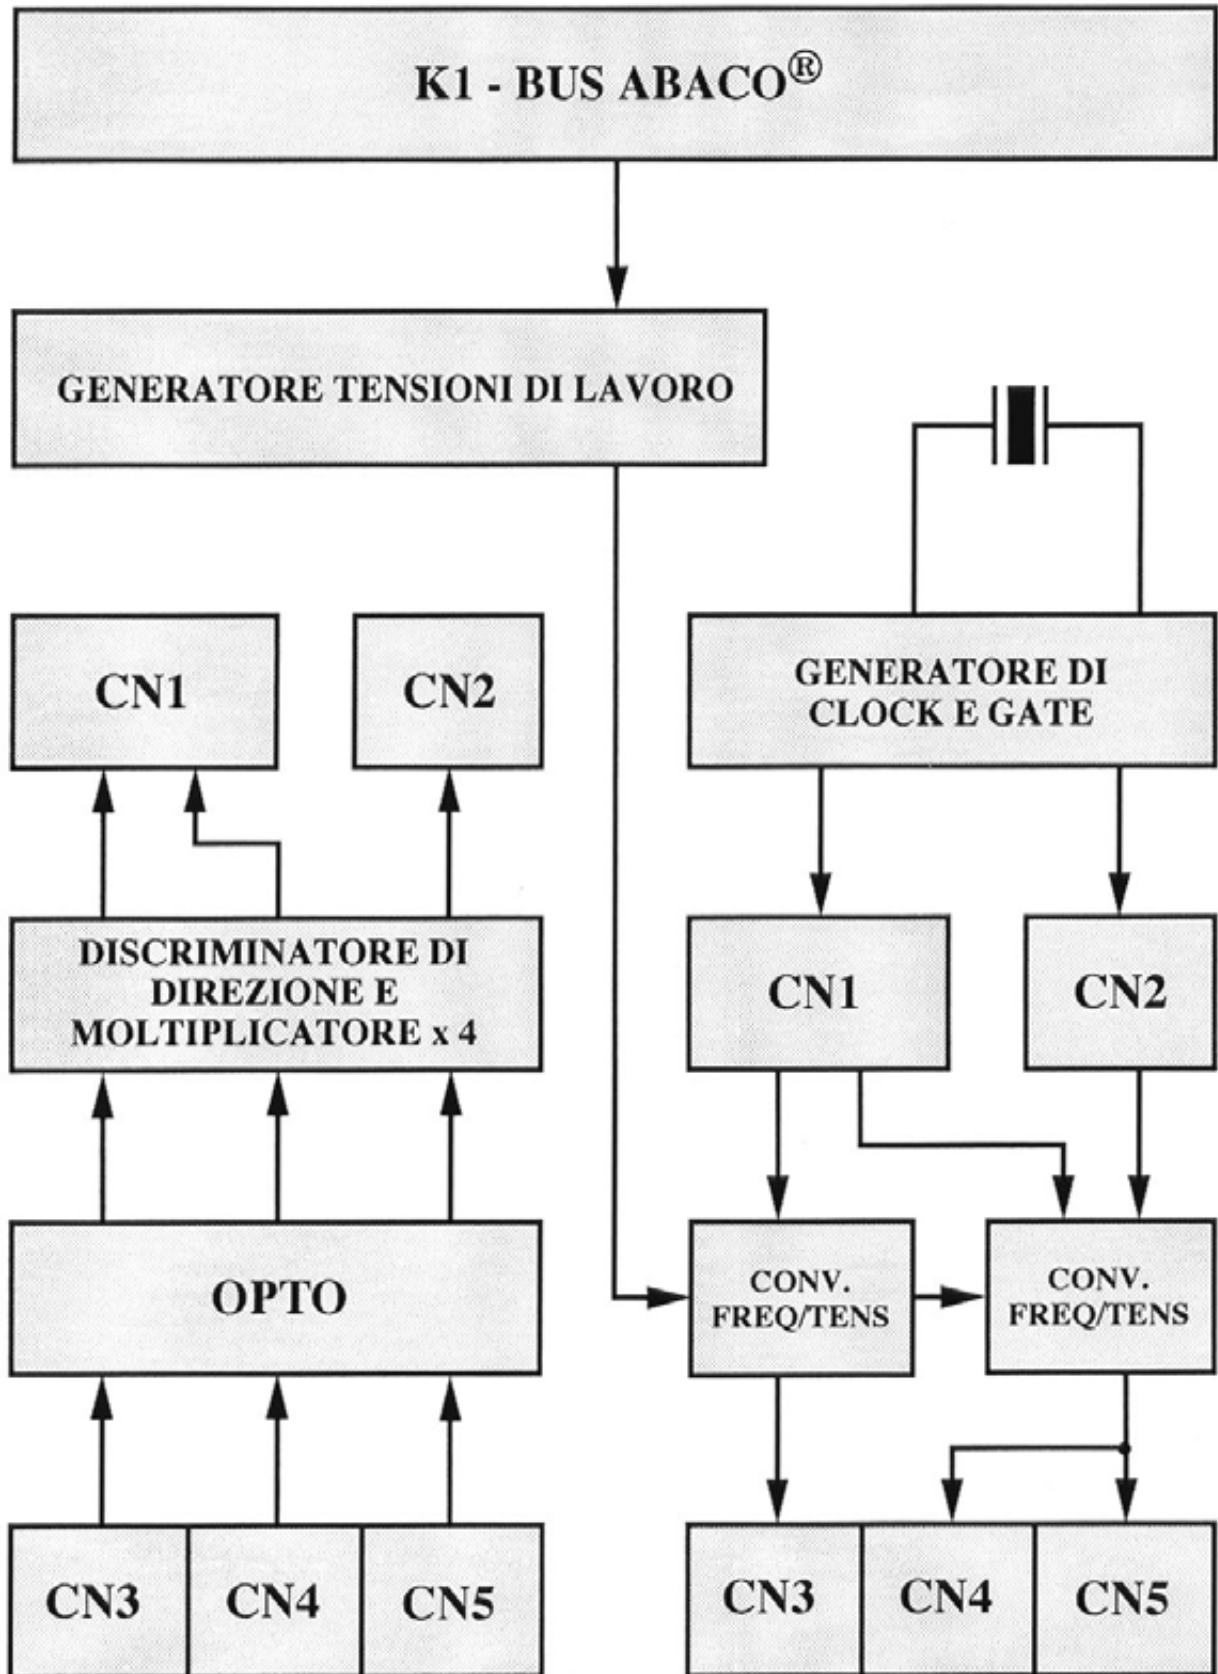 K1 - BUS ABACO®
GENERATORE TENSIONI DI LAVORO
CN1
CN2
GENERATORE DI
CLOCK E GATE
DISCRIMINATORE DI
DIREZIONE E
MOLTIPLICATORE x 4
CN1
CN2
OPTO
CONV.
FREQ/TENS
CONV.
FREQ/TENS
CN3
CN4
CN5
CN3
CN4
CN5